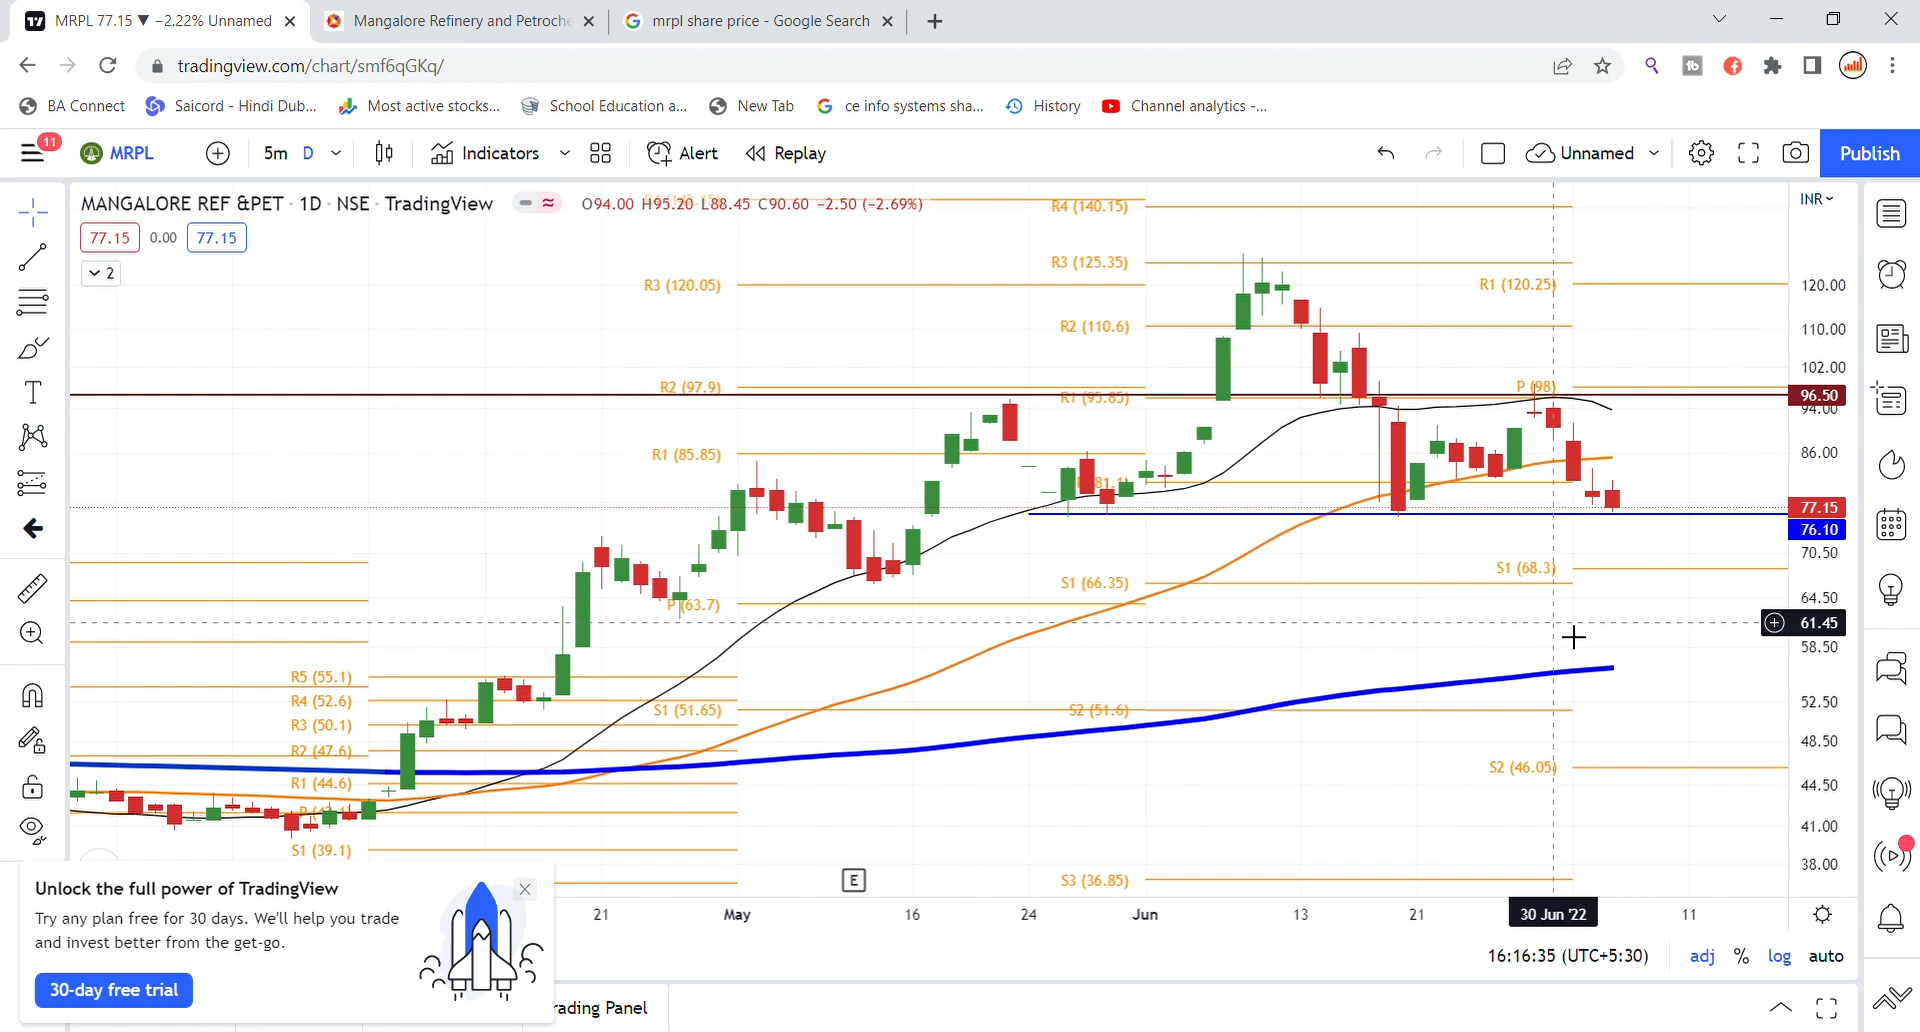 MRPL 77.15 ▼ −2.22% Unnamed
Mangalore Refinery and Petroche
mrpl share price - Google Search
tradingview.com/chart/smf6qGKq/
BA Connect
Saicord - Hindi Dub...
Most active stocks...
School Education a...
New Tab
ce info systems sha...
History
Channel analytics -...
11
MRPL
5m D
Indicators
Alert
Replay
Unnamed
Publish
MANGALORE REF &PET · 1D · NSE · TradingView
O94.00 H95.20 L88.45 C90.60 −2.50 (−2.69%)
INR
77.15 0.00 77.15
2
R4 (140.15)
R3 (125.35)
R3 (120.05)
R1 (120.25)
120.00
R2 (110.6)
110.00
102.00
R2 (97.9)
P (98)
R1 (95.85)
96.50
94.00
R1 (85.85)
86.00
77.15
76.10
70.50
S1 (68.3)
S1 (66.35)
P (63.7)
64.50
61.45
58.50
R5 (55.1)
R4 (52.6)
R3 (50.1)
R2 (47.6)
R1 (44.6)
S1 (39.1)
S1 (51.65)
S2 (51.6)
52.50
48.50
S2 (46.05)
44.50
41.00
38.00
S3 (36.85)
E
21
May
16
24
Jun
13
21
30 Jun '22
11
Unlock the full power of TradingView
Try any plan free for 30 days. We'll help you trade
and invest better from the get-go.
30-day free trial
16:16:35 (UTC+5:30)
adj % log auto
rading Panel